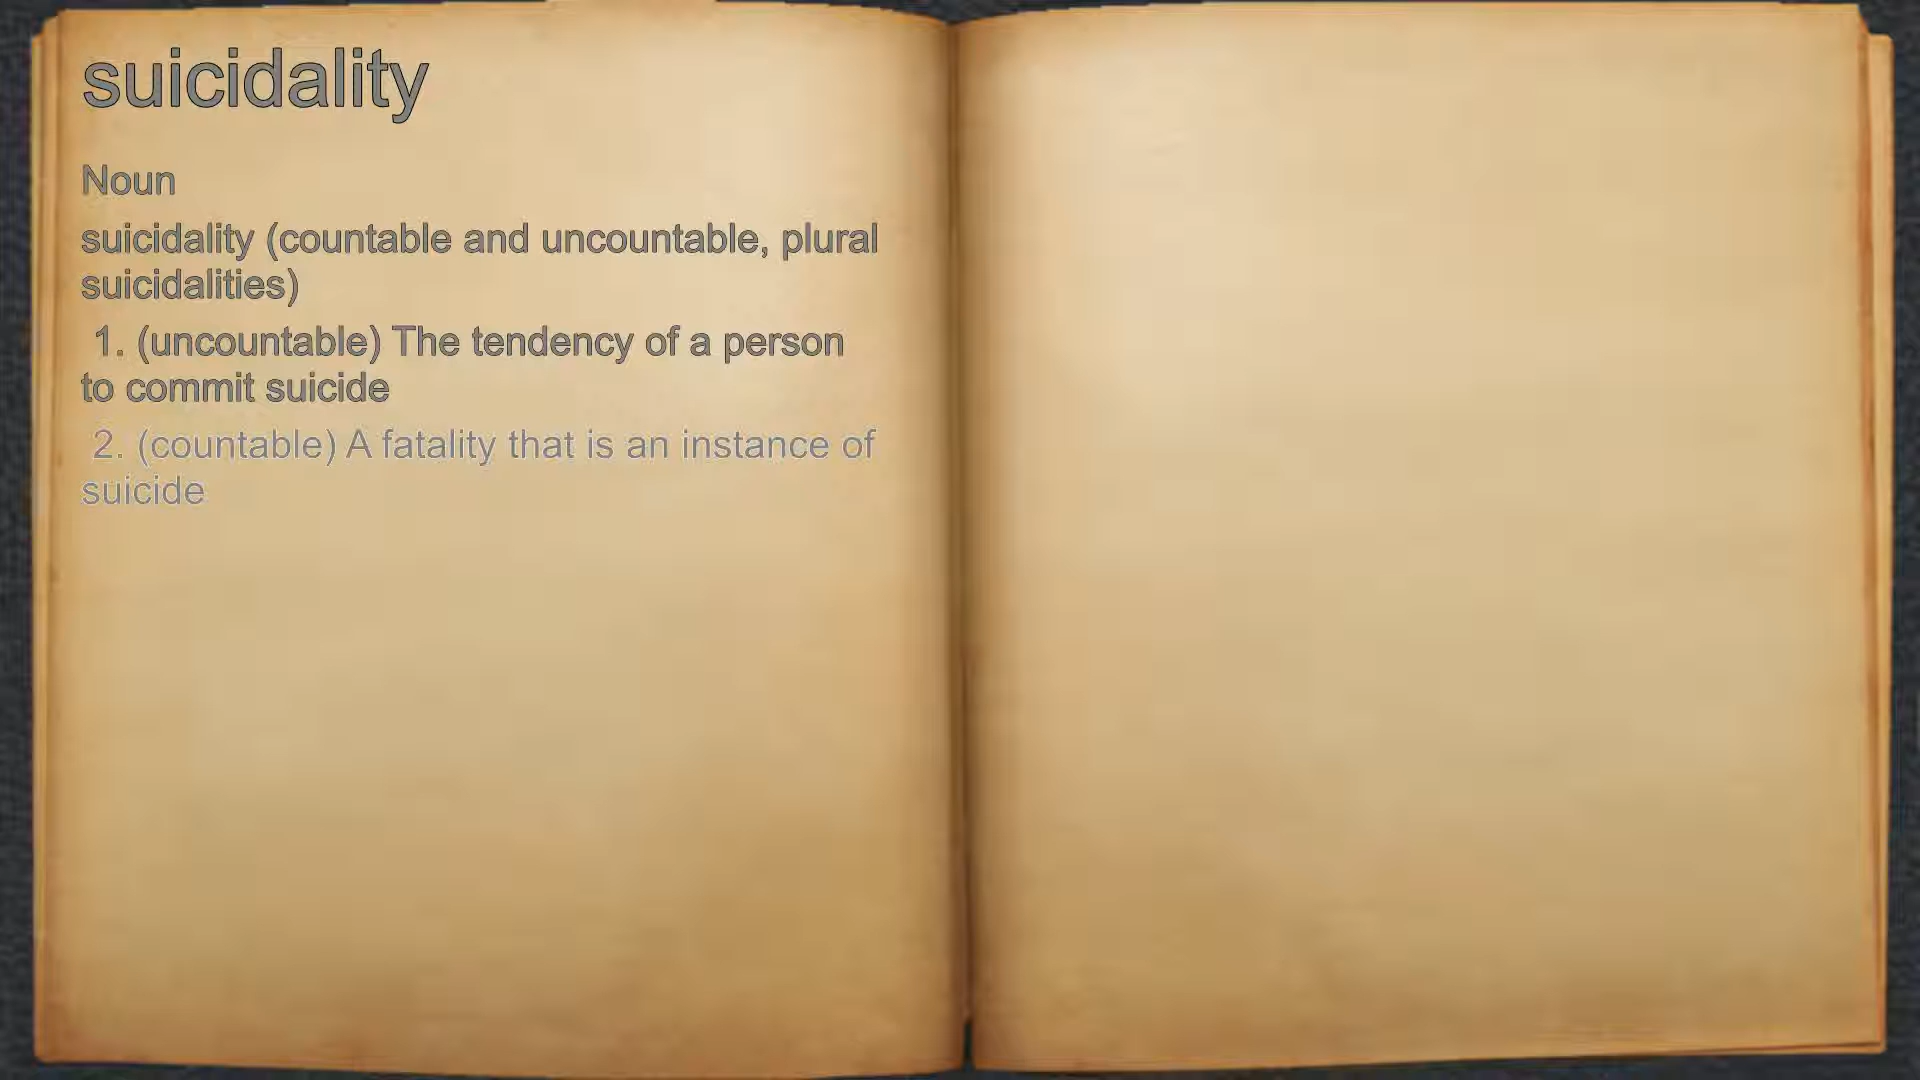 suicidality
Noun
suicidality (countable and uncountable, plural
suicidalities)
1. (uncountable) The tendency of a person
to commit suicide
2. (countable) A fatality that is an instance of
suicide